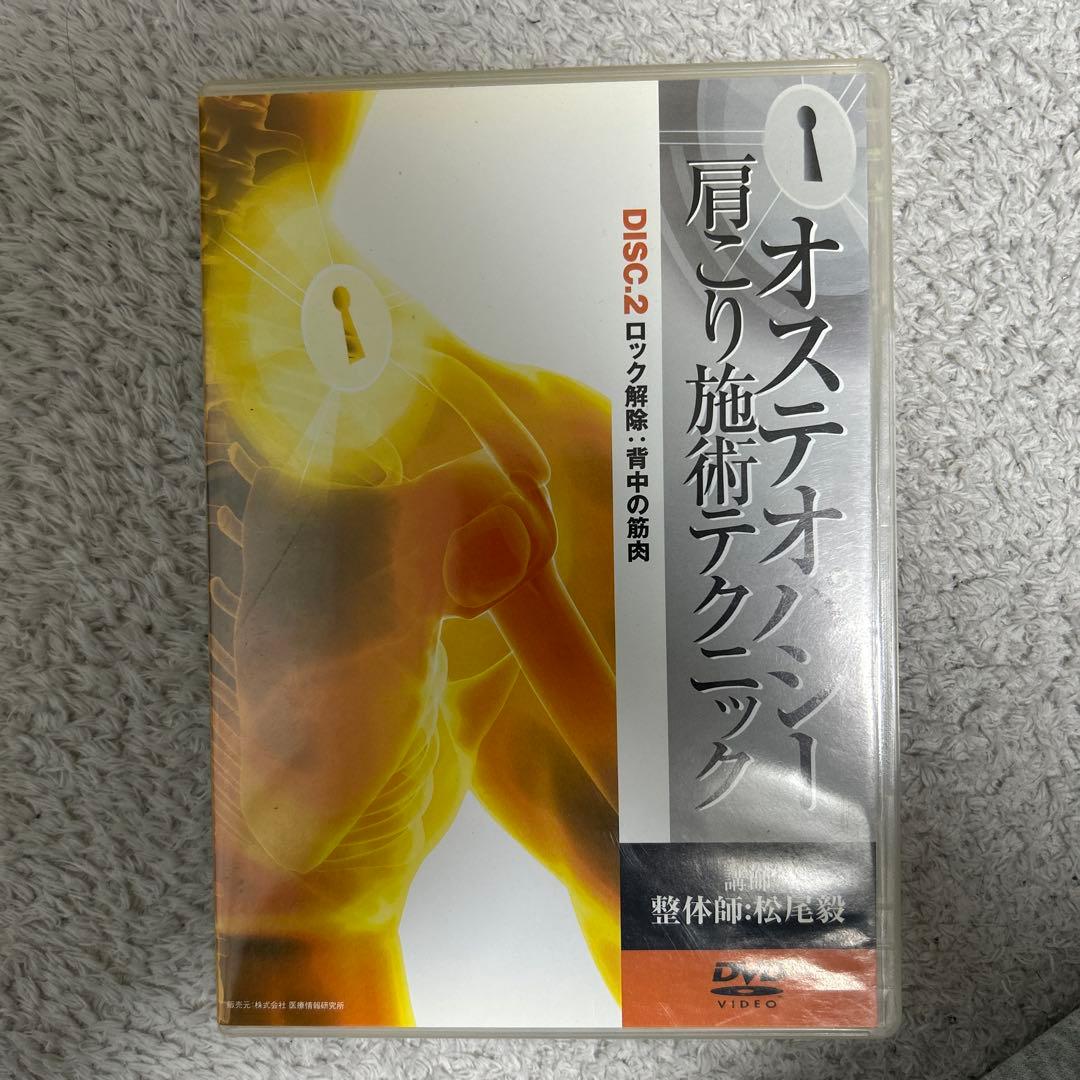 オステオパシー
肩こり施術テクニック
DISC.2 ロック解除:背中の筋肉
講師
整体師:松尾毅
DVD
VIDEO
販売元:株式会社 医療情報研究所